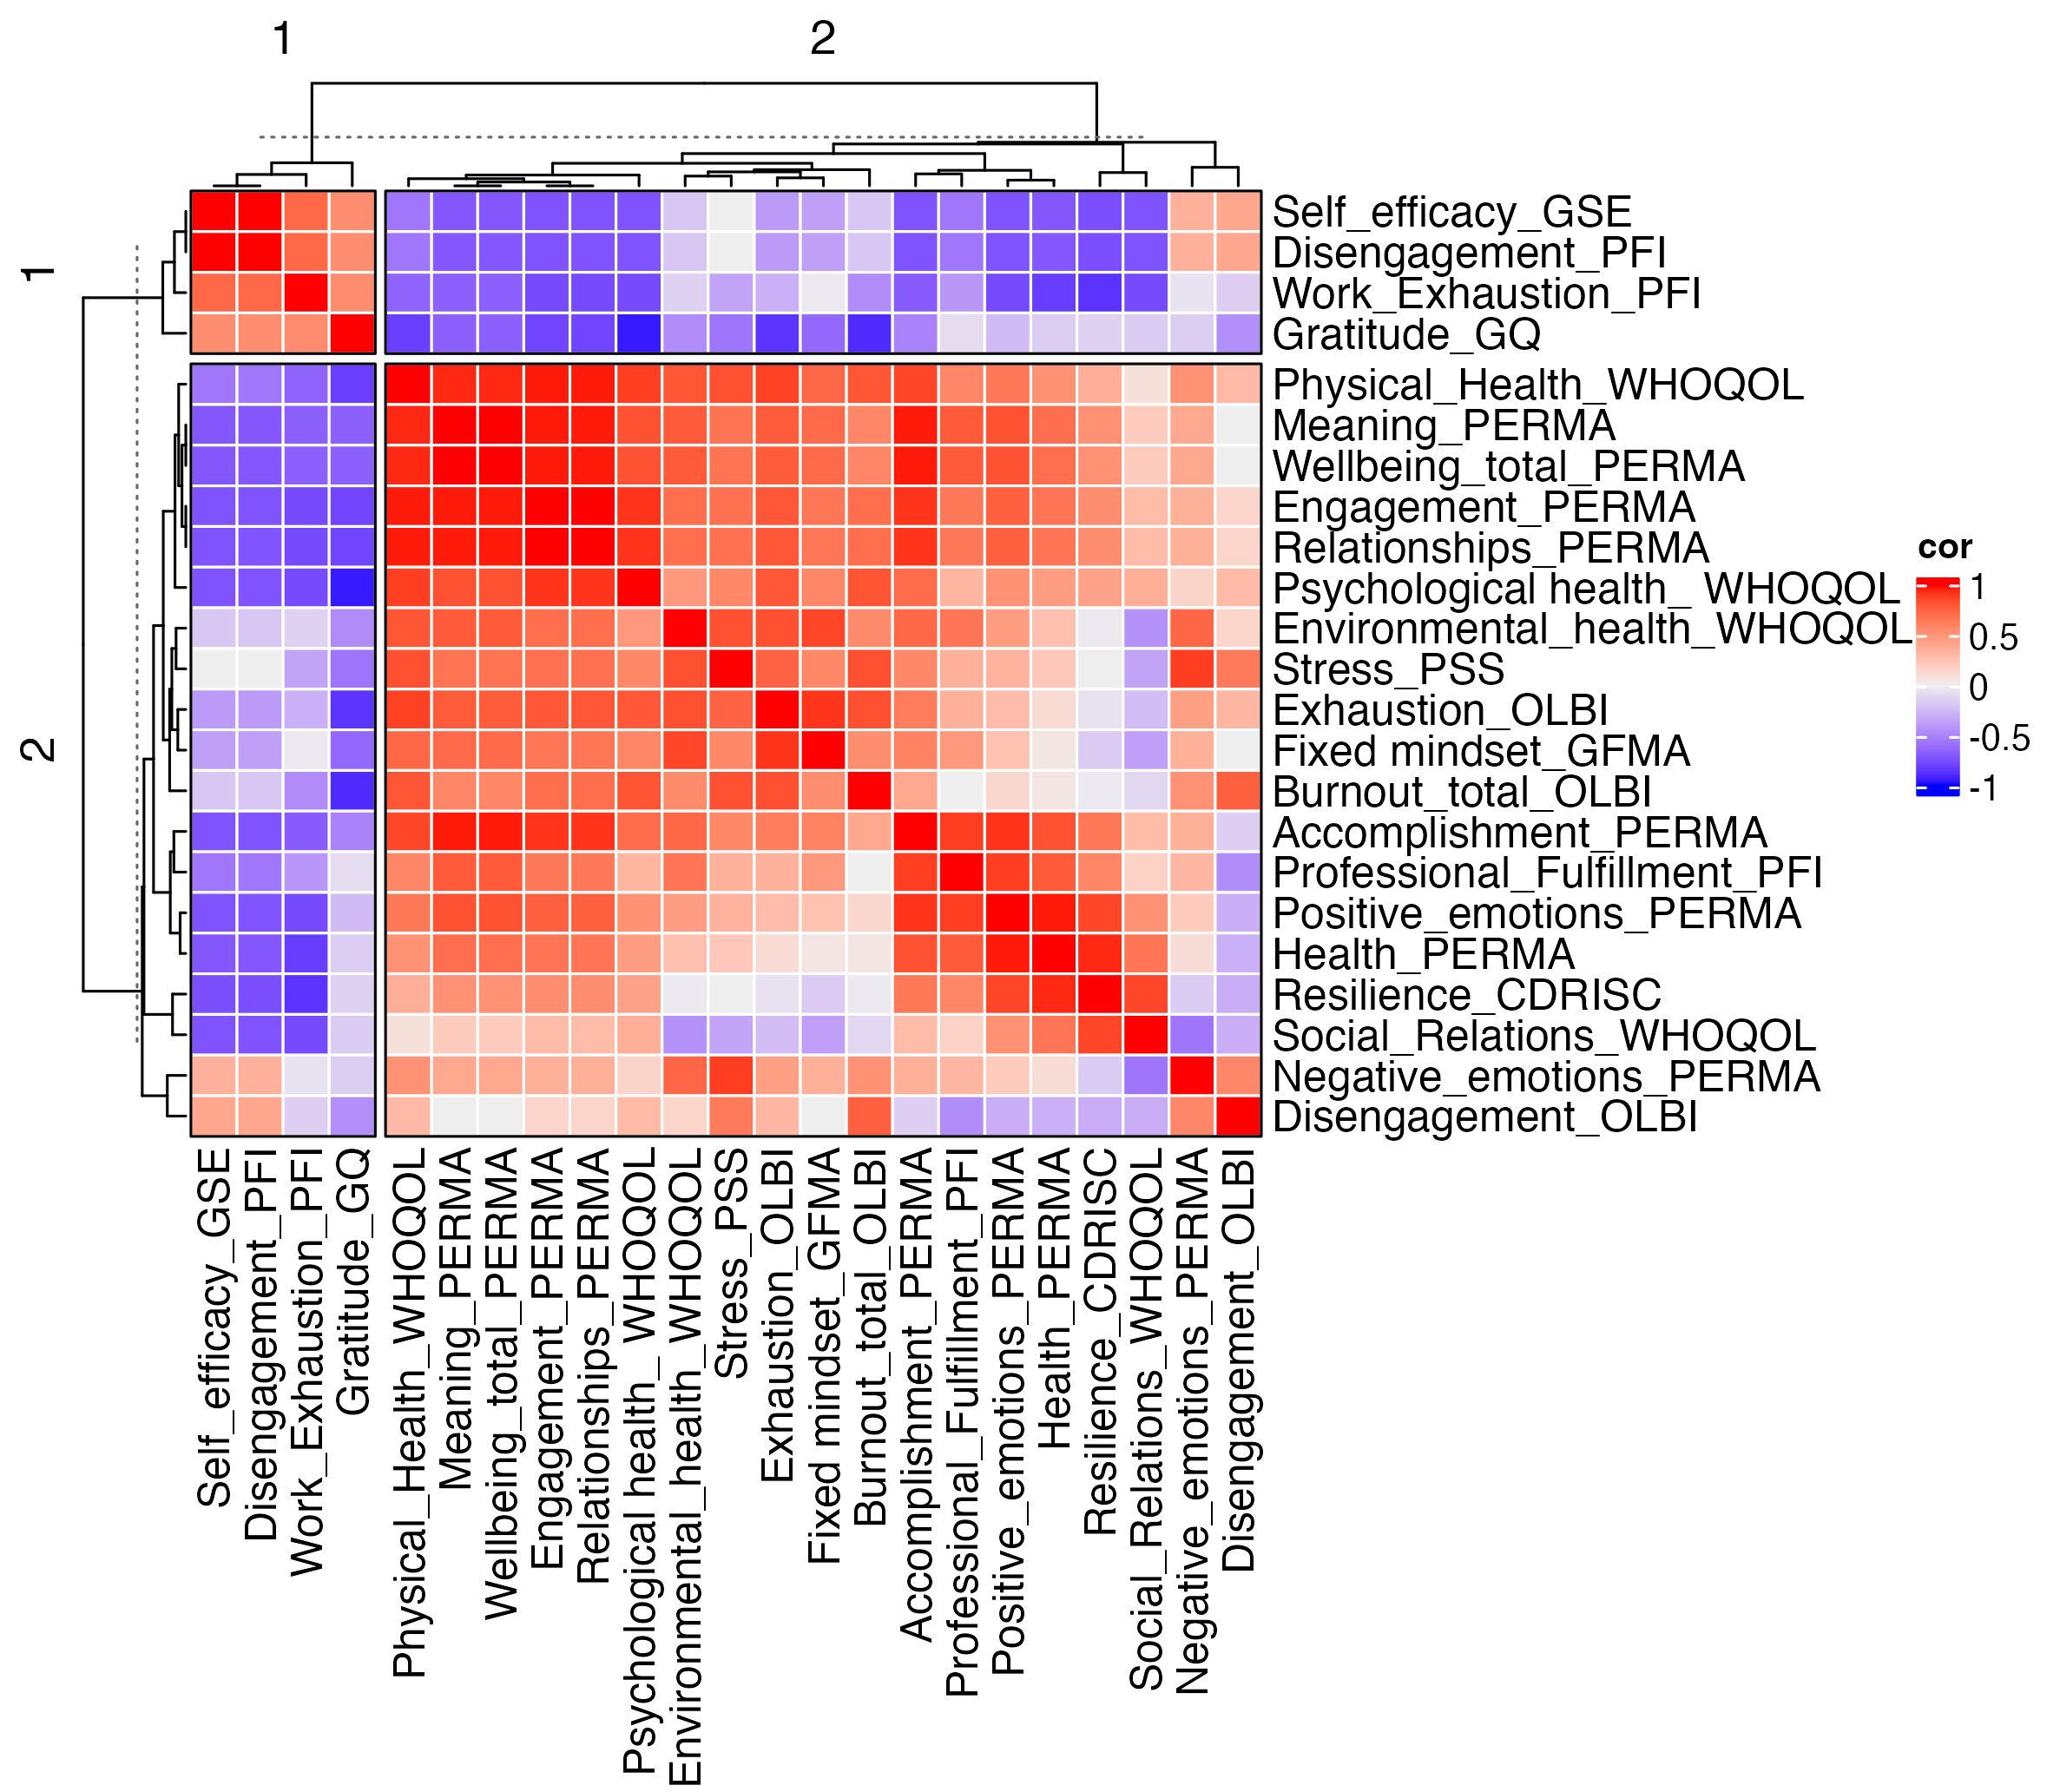 1
2
1
2
Self_efficacy_GSE
Disengagement_PFI
Work_Exhaustion_PFI
Gratitude_GQ
Physical_Health_WHOQOL
Meaning_PERMA
Wellbeing_total_PERMA
Engagement_PERMA
Relationships_PERMA
Psychological health_ WHOQOL
Environmental_health_WHOQOL
Stress_PSS
Exhaustion_OLBI
Fixed mindset_GFMA
Burnout_total_OLBI
Accomplishment_PERMA
Professional_Fulfillment_PFI
Positive_emotions_PERMA
Health_PERMA
Resilience_CDRISC
Social_Relations_WHOQOL
Negative_emotions_PERMA
Disengagement_OLBI
cor
1
0.5
0
-0.5
-1
Self_efficacy_GSE
Disengagement_PFI
Work_Exhaustion_PFI
Gratitude_GQ
Physical_Health_WHOQOL
Meaning_PERMA
Wellbeing_total_PERMA
Engagement_PERMA
Relationships_PERMA
Psychological health_ WHOQOL
Environmental_health_WHOQOL
Stress_PSS
Exhaustion_OLBI
Fixed mindset_GFMA
Burnout_total_OLBI
Accomplishment_PERMA
Professional_Fulfillment_PFI
Positive_emotions_PERMA
Health_PERMA
Resilience_CDRISC
Social_Relations_WHOQOL
Negative_emotions_PERMA
Disengagement_OLBI